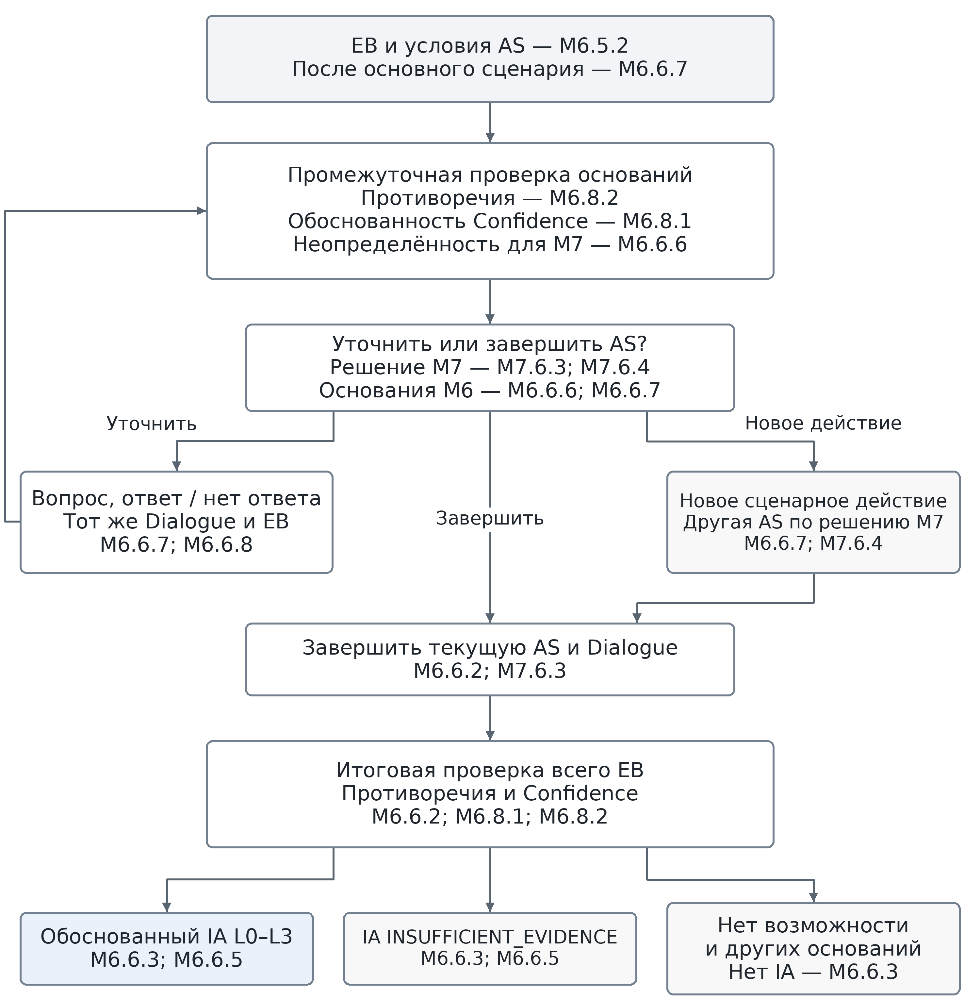 EB и условия AS — M6.5.2
После основного сценария — M6.6.7
Промежуточная проверка оснований
Противоречия — M6.8.2
Обоснованность Confidence — M6.8.1
Неопределённость для M7 — M6.6.6
Уточнить или завершить AS?
Решение M7 — M7.6.3; M7.6.4
Основания M6 — M6.6.6; M6.6.7
Уточнить
Новое действие
Вопрос, ответ / нет ответа
Тот же Dialogue и EB
M6.6.7; M6.6.8
Завершить
Новое сценарное действие
Другая AS по решению M7
M6.6.7; M7.6.4
Завершить текущую AS и Dialogue
M6.6.2; M7.6.3
Итоговая проверка всего EB
Противоречия и Confidence
M6.6.2; M6.8.1; M6.8.2
Обоснованный IA L0–L3
M6.6.3; M6.6.5
IA INSUFFICIENT_EVIDENCE
M6.6.3; M6.6.5
Нет возможности
и других оснований
Нет IA — M6.6.3